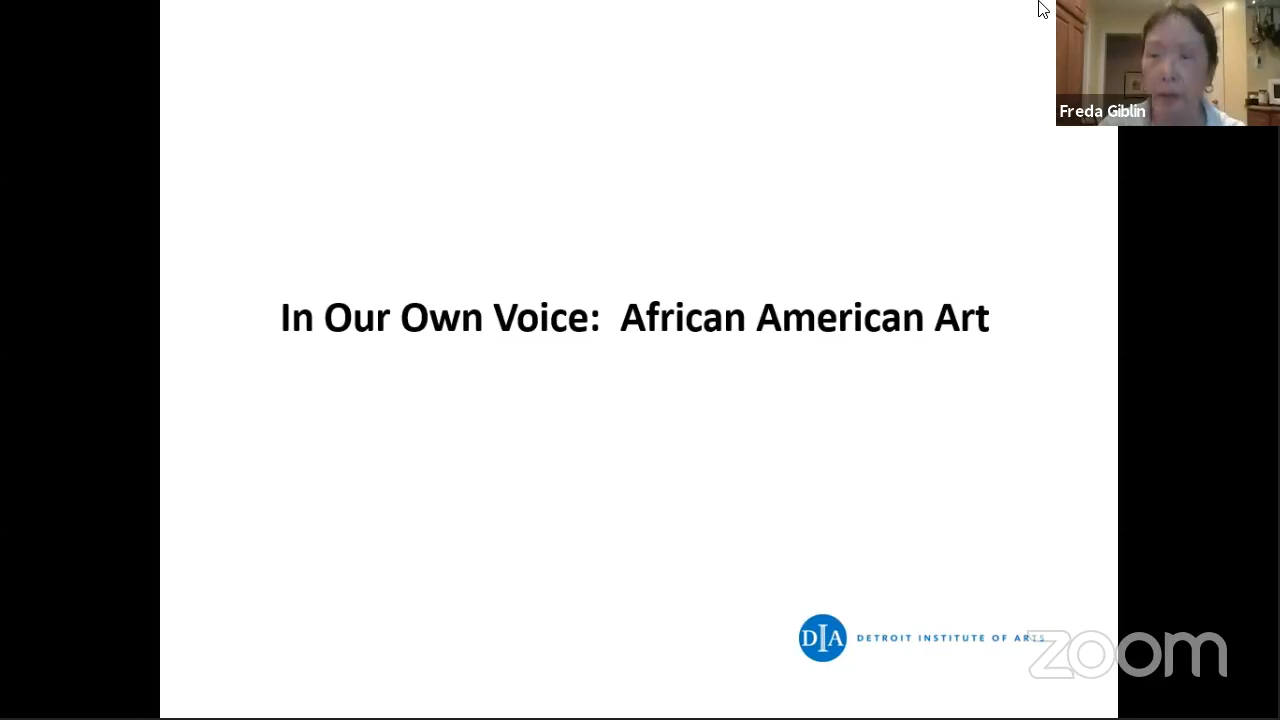 Freda Giblin
In Our Own Voice:  African American Art
DIA DETROIT INSTITUTE OF ARTS
zoom